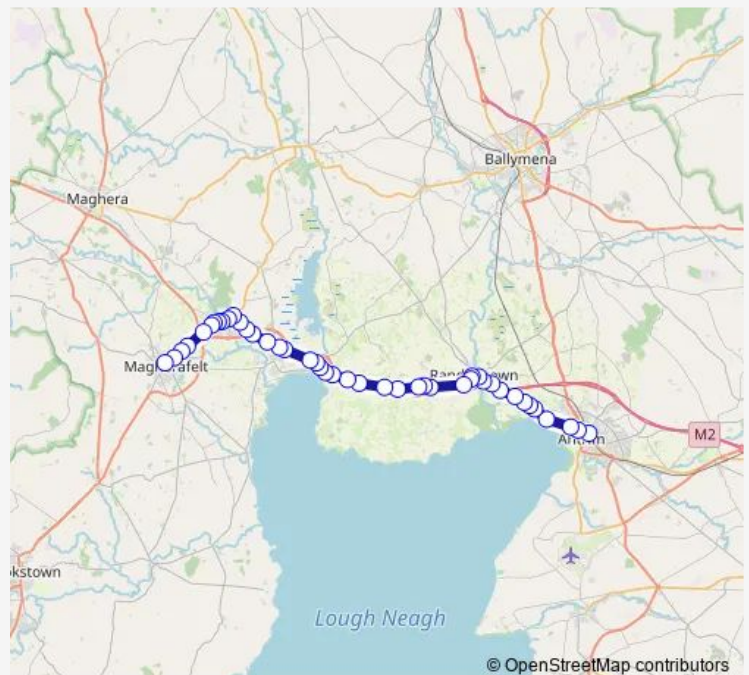 Ballymena
Maghera
Magherafelt
Randalstown
Antrim
M2
okstown
Lough Neagh
© OpenStreetMap contributors